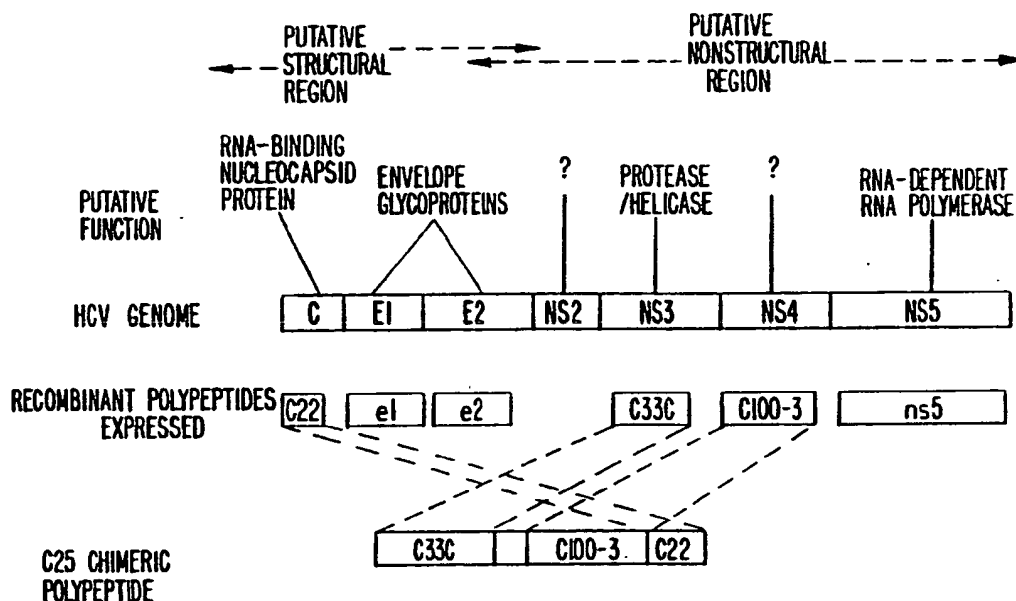 PUTATIVE
STRUCTURAL
REGION
PUTATIVE
NONSTRUCTURAL
REGION
RNA-BINDING
NUCLEOCAPSID
PROTEIN
ENVELOPE
GLYCOPROTEINS
?
PROTEASE
/HELICASE
?
RNA-DEPENDENT
RNA POLYMERASE
PUTATIVE
FUNCTION
HCV GENOME
C E1 E2 NS2 NS3 NS4 NS5
RECOMBINANT POLYPEPTIDES
EXPRESSED
C22 e1 e2 C33C C100-3 ns5
C33C C100-3 C22
C25 CHIMERIC
POLYPEPTIDE